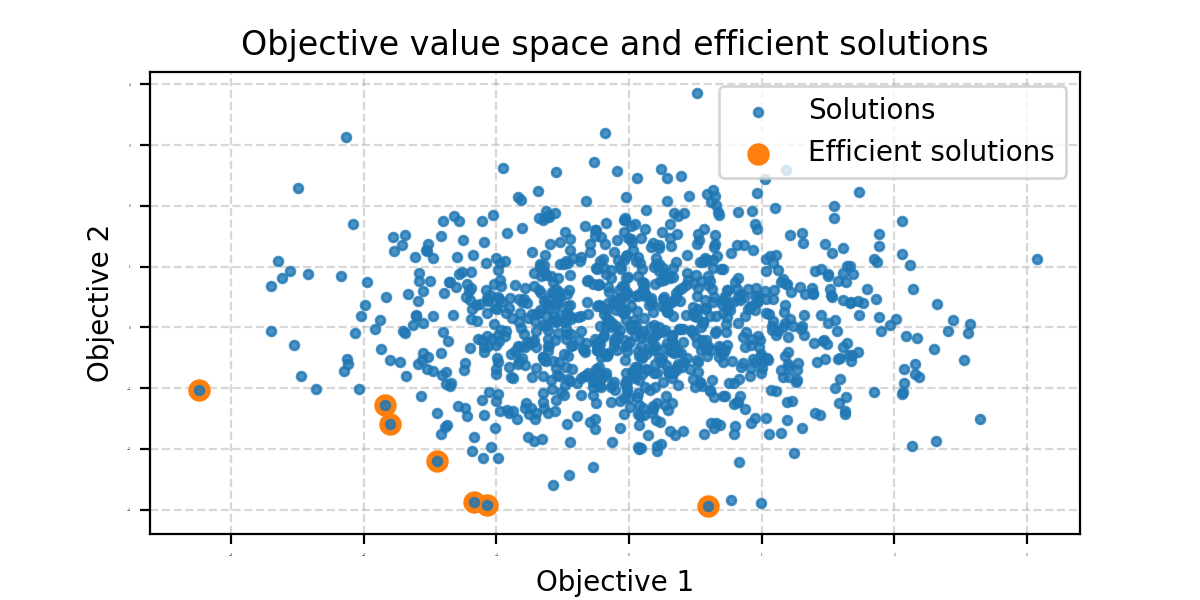 Objective value space and efficient solutions
Solutions
Efficient solutions
Objective 2
Objective 1